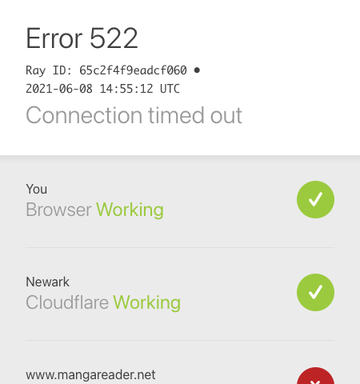 Error 522
Ray ID: 65c2f4f9eadcf060 •
2021-06-08 14:55:12 UTC
Connection timed out
You
Browser Working
Newark
Cloudflare Working
www.mangareader.net